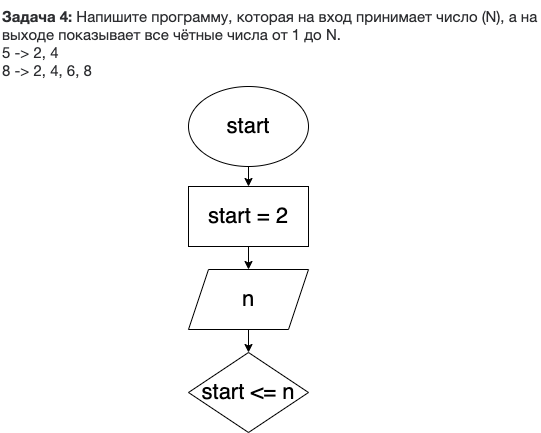 Задача 4: Напишите программу, которая на вход принимает число (N), а на
выходе показывает все чётные числа от 1 до N.
5 -> 2, 4
8 -> 2, 4, 6, 8
start
start = 2
n
start <= n